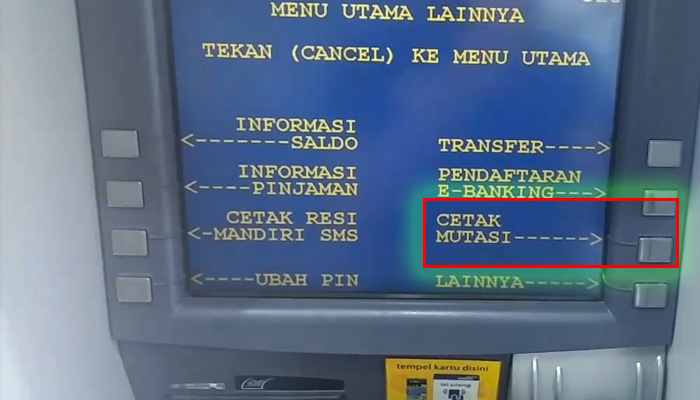 MENU UTAMA LAINNYA
TEKAN (CANCEL) KE MENU UTAMA
INFORMASI
<-------SALDO
TRANSFER---->
INFORMASI
<----PINJAMAN
PENDAFTARAN
E-BANKING--->
CETAK RESI
<-MANDIRI SMS
CETAK
MUTASI------>
<----UBAH PIN
LAINNYA----->
tempel kartu disini